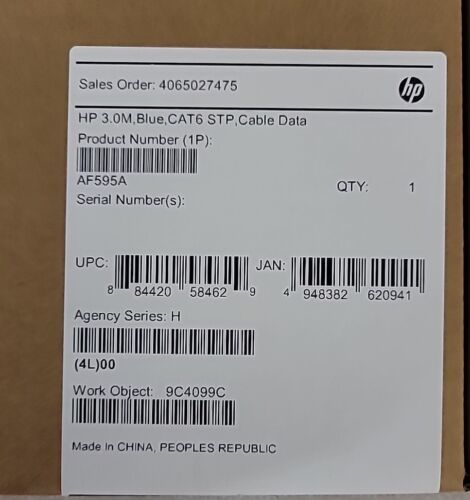 Sales Order: 4065027475
hp
HP 3.0M,Blue,CAT6 STP,Cable Data
Product Number (1P):
AF595A
QTY: 1
Serial Number(s):
UPC: 8 84420 58462 9 JAN: 4 948382 620941
Agency Series: H
(4L)00
Work Object: 9C4099C
Made In CHINA, PEOPLES REPUBLIC